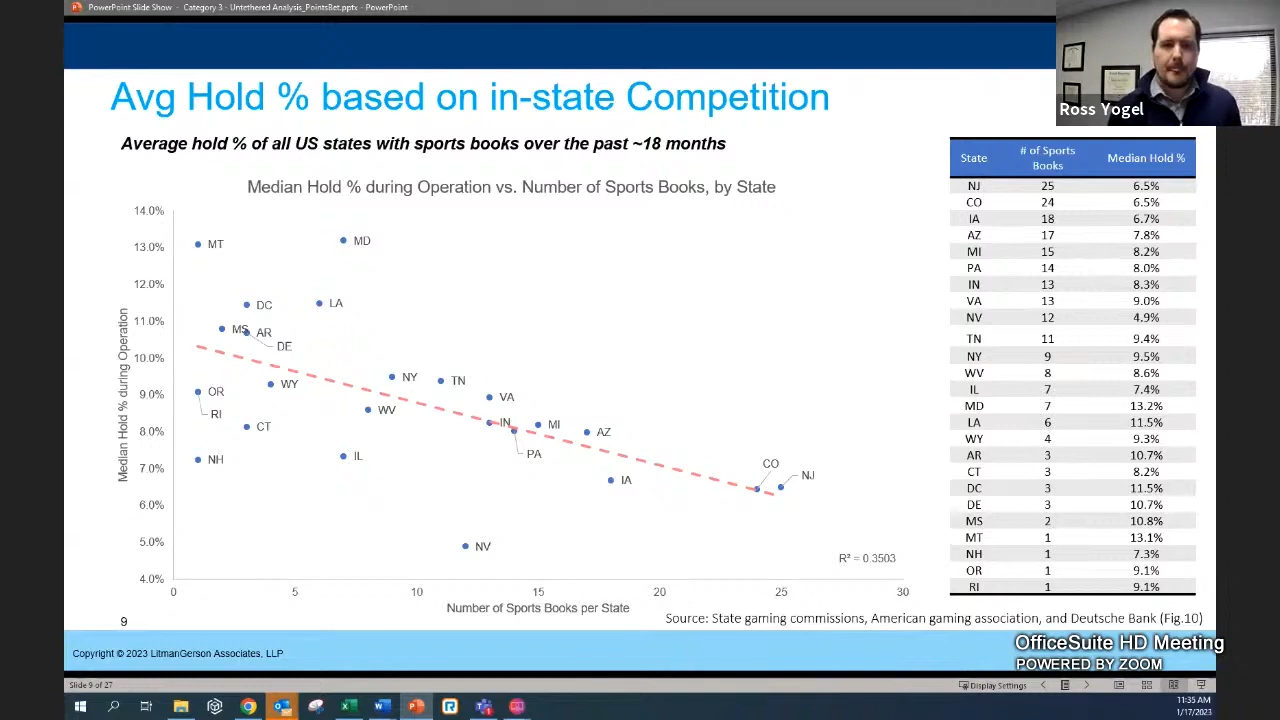 PowerPoint Slide Show - Category 3 - Untethered Analysis_PointsBet.pptx - PowerPoint
Ross Yogel
Avg Hold % based on in-state Competition
Average hold % of all US states with sports books over the past ~18 months
Median Hold % during Operation vs. Number of Sports Books, by State
14.0%
13.0%
12.0%
11.0%
10.0%
9.0%
8.0%
7.0%
6.0%
5.0%
4.0%
Median Hold % during Operation
MT
MD
DC
LA
MS
AR
DE
OR
RI
WY
NY
TN
CT
WV
VA
IN
MI
AZ
PA
NH
IL
IA
CO
NJ
NV
R² = 0.3503
0 5 10 15 20 25 30
Number of Sports Books per State
State # of Sports Books Median Hold %
NJ 25 6.5%
CO 24 6.5%
IA 18 6.7%
AZ 17 7.8%
MI 15 8.2%
PA 14 8.0%
IN 13 8.3%
VA 13 9.0%
NV 12 4.9%
TN 11 9.4%
NY 9 9.5%
WV 8 8.6%
IL 7 7.4%
MD 7 13.2%
LA 6 11.5%
WY 4 9.3%
AR 3 10.7%
CT 3 8.2%
DC 3 11.5%
DE 3 10.7%
MS 2 10.8%
MT 1 13.1%
NH 1 7.3%
OR 1 9.1%
RI 1 9.1%
9
Source: State gaming commissions, American gaming association, and Deutsche Bank (Fig.10)
Copyright © 2023 LitmanGerson Associates, LLP
OfficeSuite HD Meeting
POWERED BY ZOOM
Slide 9 of 27
Display Settings
11:35 AM
1/17/2023